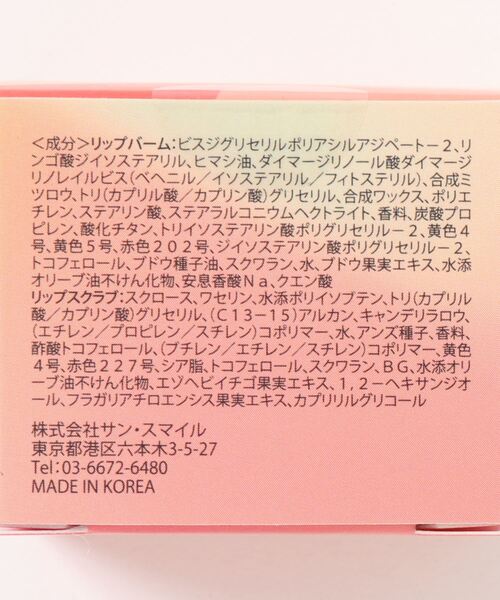 ＜成分＞リップバーム：ビスジグリセリルポリアシルアジペート－２、リ
ンゴ酸ジイソステアリル、ヒマシ油、ダイマージリノール酸ダイマージ
リノレイルビス（ベヘニル／イソステアリル／フィトステリル）、合成ミ
ツロウ、トリ（カプリル酸／カプリン酸）グリセリル、合成ワックス、ポリエ
チレン、ステアリン酸、ステアラルコニウムヘクトライト、香料、炭酸プロ
ピレン、酸化チタン、トリイソステアリン酸ポリグリセリル－２、黄色４
号、黄色５号、赤色２０２号、ジイソステアリン酸ポリグリセリル－２、
トコフェロール、ブドウ種子油、スクワラン、水、ブドウ果実エキス、水添
オリーブ油不けん化物、安息香酸Ｎａ、クエン酸
リップスクラブ：スクロース、ワセリン、水添ポリイソブテン、トリ（カプリル
酸／カプリン酸）グリセリル、（Ｃ１３－１５）アルカン、キャンデリラロウ、
（エチレン／プロピレン／スチレン）コポリマー、水、アンズ種子、香料、
酢酸トコフェロール、（ブチレン／エチレン／スチレン）コポリマー、黄色
４号、赤色２２７号、シア脂、トコフェロール、スクワラン、ＢＧ、水添オリ
ーブ油不けん化物、エゾヘビイチゴ果実エキス、１，２－ヘキサンジオ
ール、フラガリアチロエンシス果実エキス、カプリリルグリコール
株式会社サン・スマイル
東京都港区六本木3-5-27
Tel：03-6672-6480
MADE IN KOREA